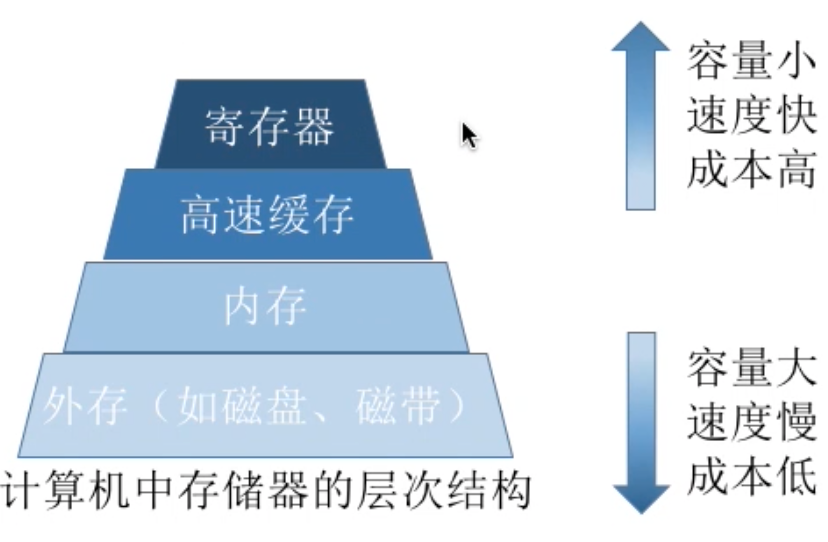 寄存器
高速缓存
内存
外存（如磁盘、磁带）
计算机中存储器的层次结构
容量小
速度快
成本高
容量大
速度慢
成本低